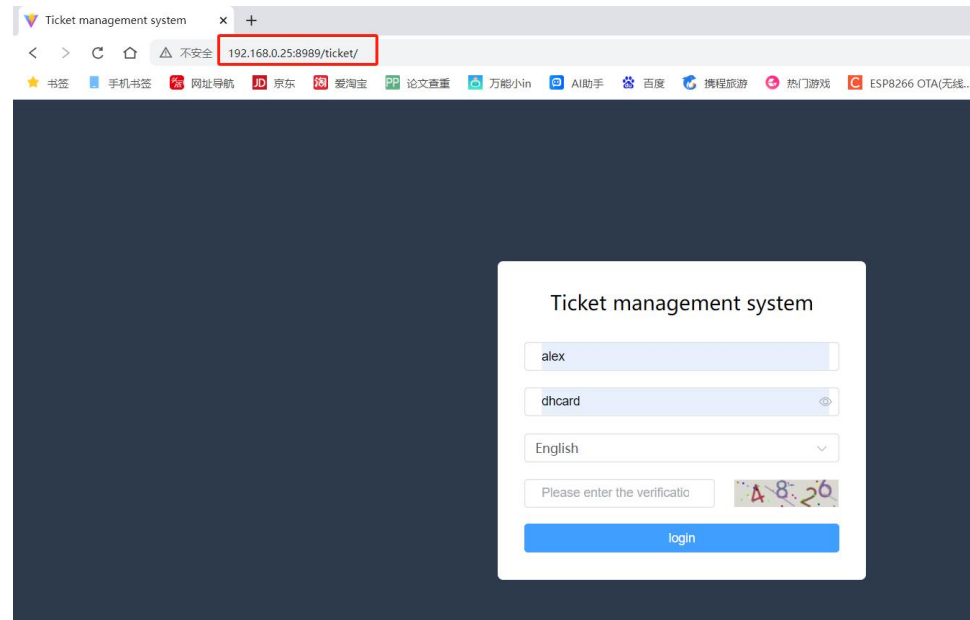 Ticket management system
不安全 192.168.0.25:8989/ticket/
书签 手机书签 网址导航 JD 京东 淘 爱淘宝 PP 论文查重 万能小in AI助手 百度 携程旅游 热门游戏 C ESP8266 OTA(无线...
Ticket management system
alex
dhcard
English
Please enter the verificatio
4 8 26
login